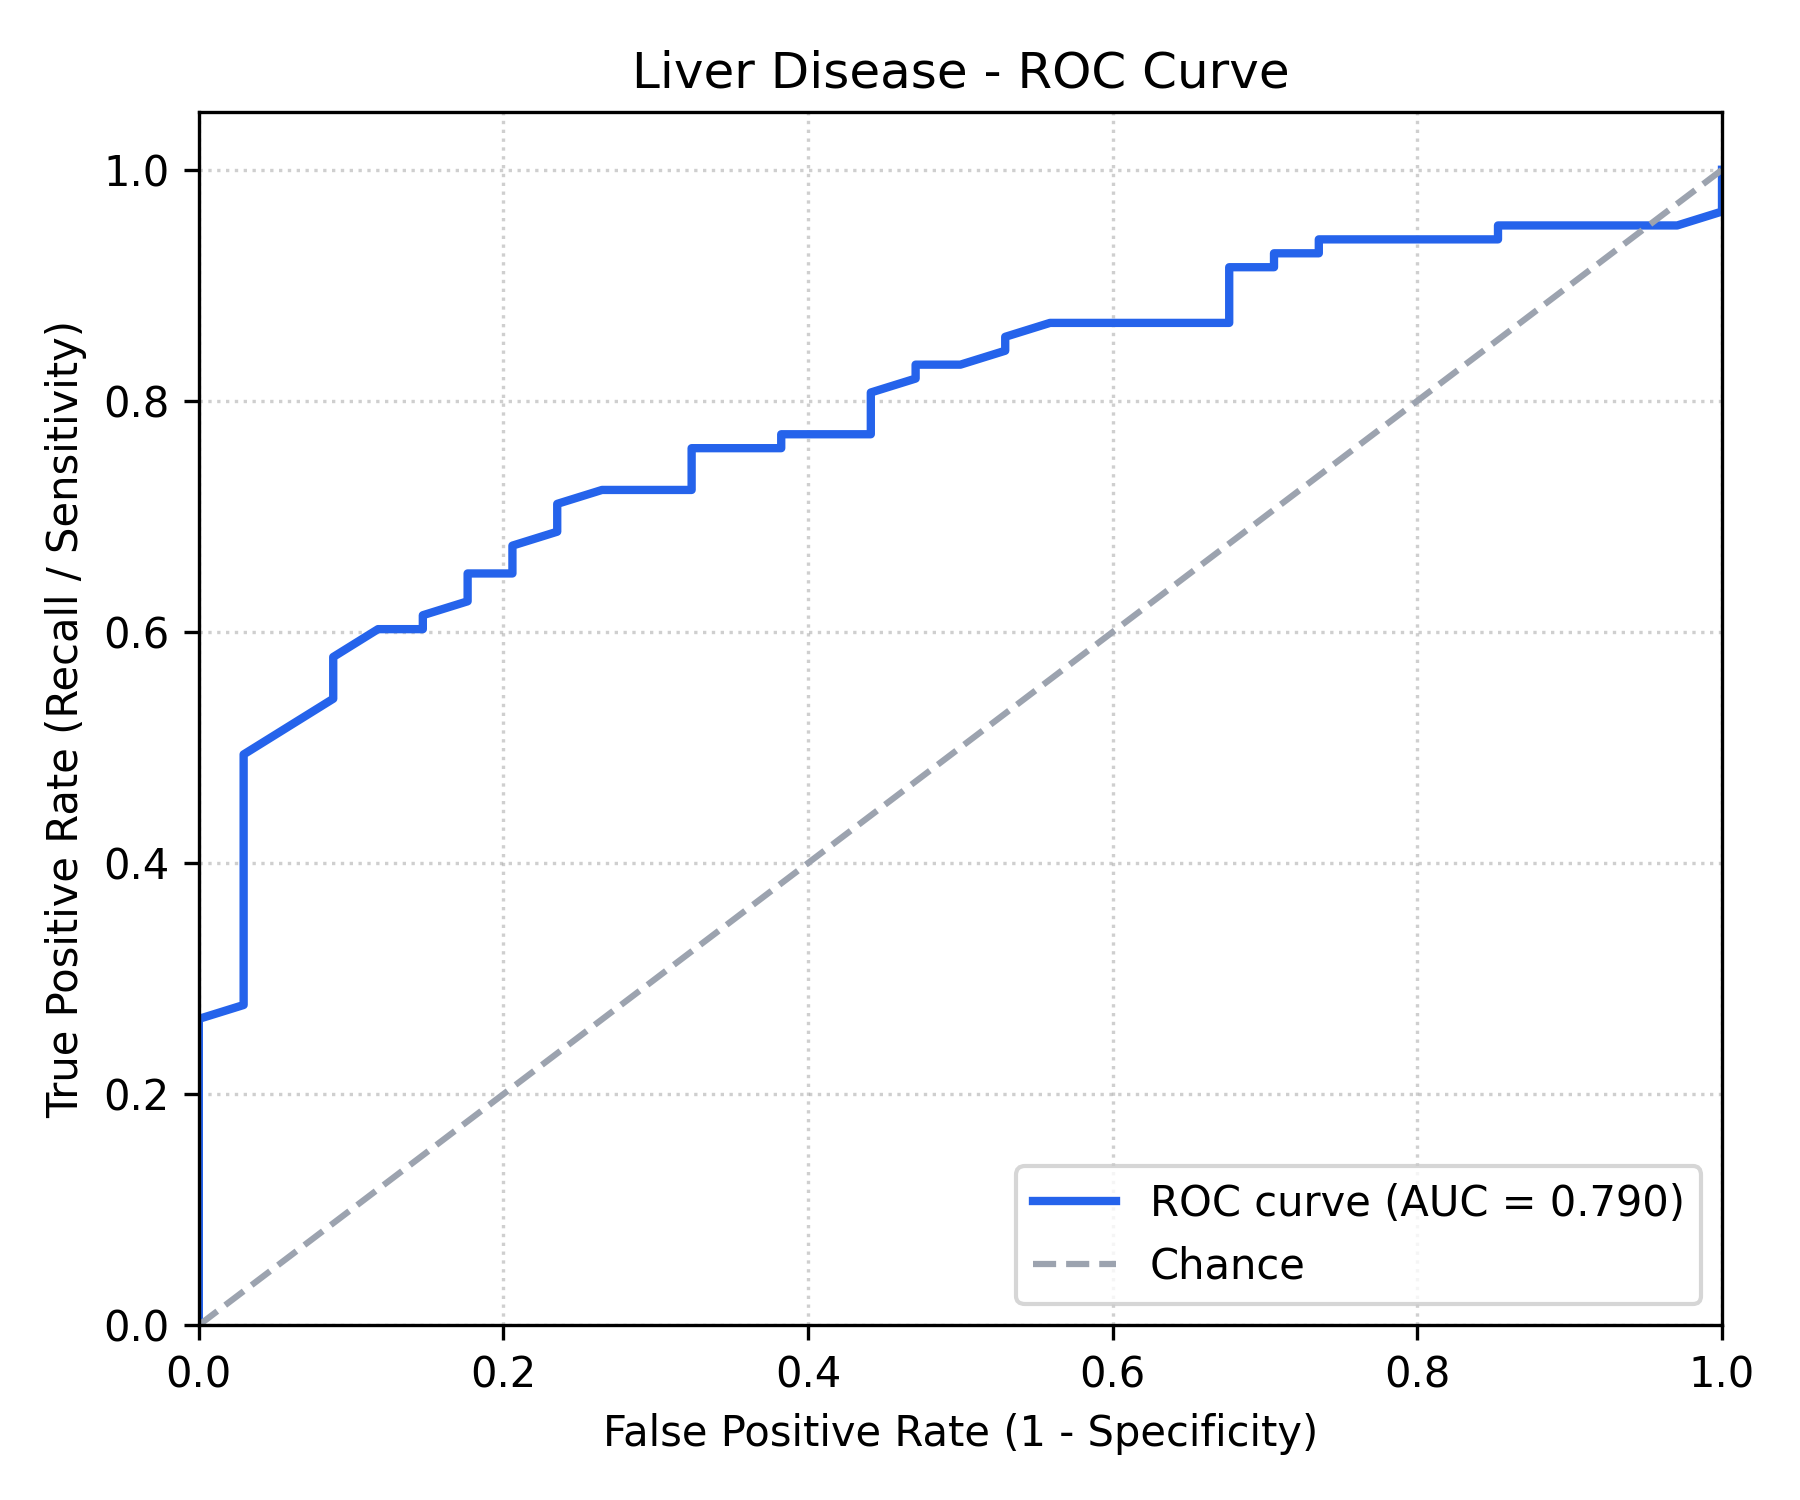 Liver Disease - ROC Curve
True Positive Rate (Recall / Sensitivity)
1.0
0.8
0.6
0.4
0.2
0.0
0.0 0.2 0.4 0.6 0.8 1.0
False Positive Rate (1 - Specificity)
ROC curve (AUC = 0.790)
Chance